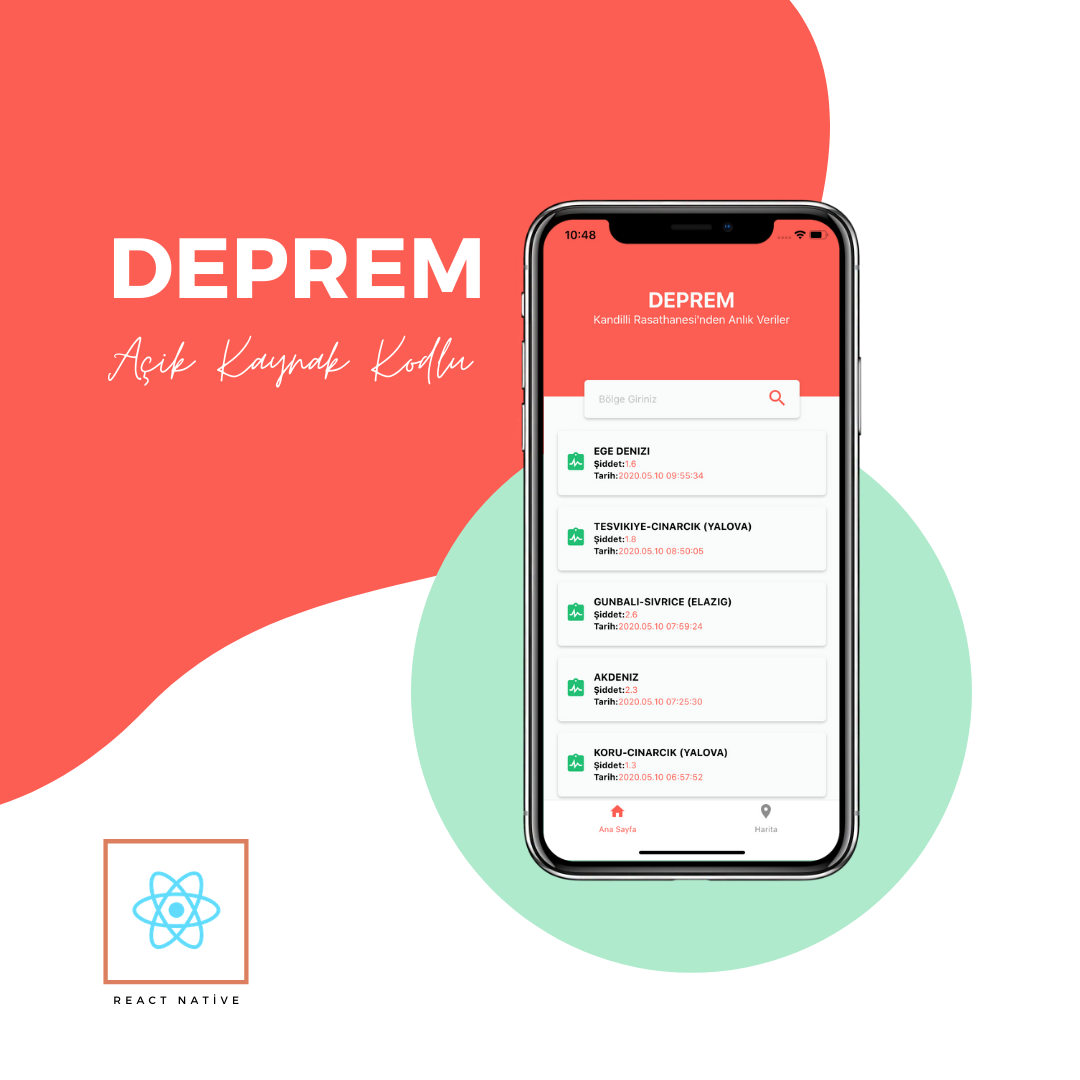 DEPREM
Açik Kaynak Kodlu
10:48
DEPREM
Kandilli Rasathanesi'nden Anlık Veriler
Bölge Giriniz
EGE DENIZI
Şiddet:1.6
Tarih:2020.05.10 09:55:34
TESVIKIYE-CINARCIK (YALOVA)
Şiddet:1.8
Tarih:2020.05.10 08:50:05
GUNBALI-SIVRICE (ELAZIG)
Şiddet:2.6
Tarih:2020.05.10 07:59:24
AKDENIZ
Şiddet:2.3
Tarih:2020.05.10 07:25:30
KORU-CINARCIK (YALOVA)
Şiddet:1.3
Tarih:2020.05.10 06:57:52
Ana Sayfa
Harita
REACT NATİVE